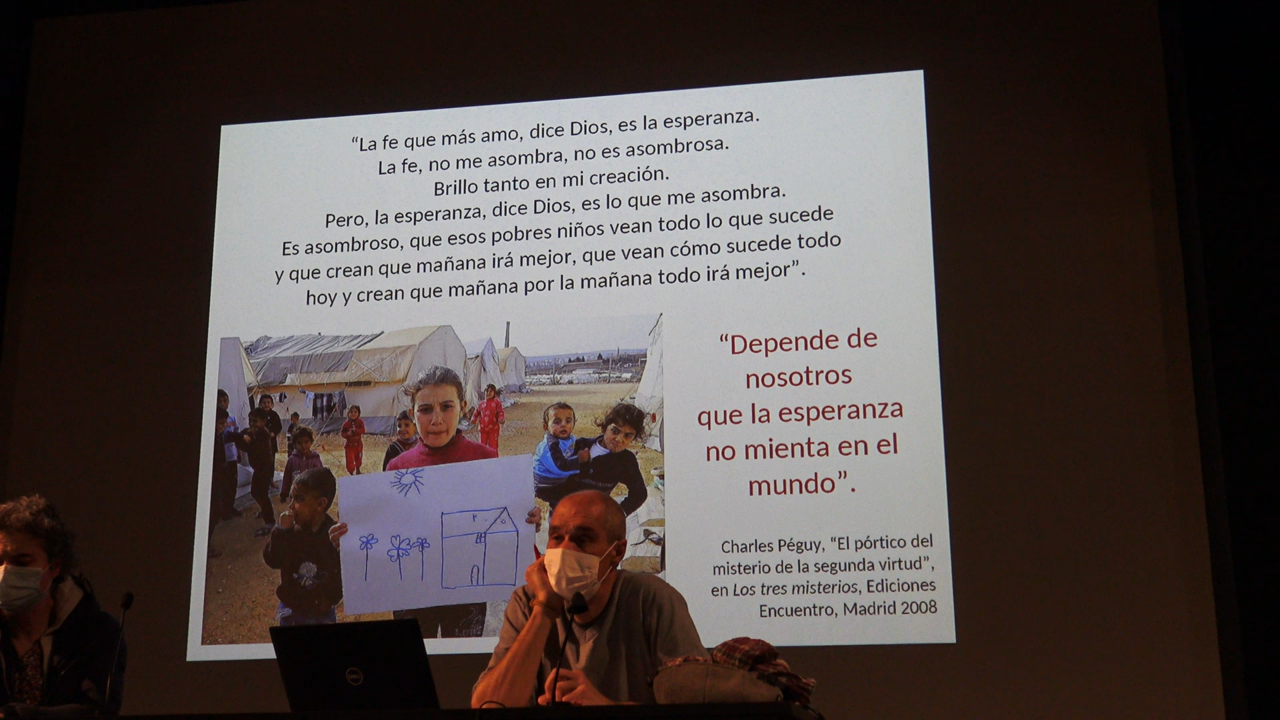 “La fe que más amo, dice Dios, es la esperanza.
La fe, no me asombra, no es asombrosa.
Brillo tanto en mi creación.
Pero, la esperanza, dice Dios, es lo que me asombra.
Es asombroso, que esos pobres niños vean todo lo que sucede
y que crean que mañana irá mejor, que vean cómo sucede todo
hoy y crean que mañana por la mañana todo irá mejor”.
“Depende de
nosotros
que la esperanza
no mienta en el
mundo”.
Charles Péguy, “El pórtico del
misterio de la segunda virtud”,
en Los tres misterios, Ediciones
Encuentro, Madrid 2008
DELL